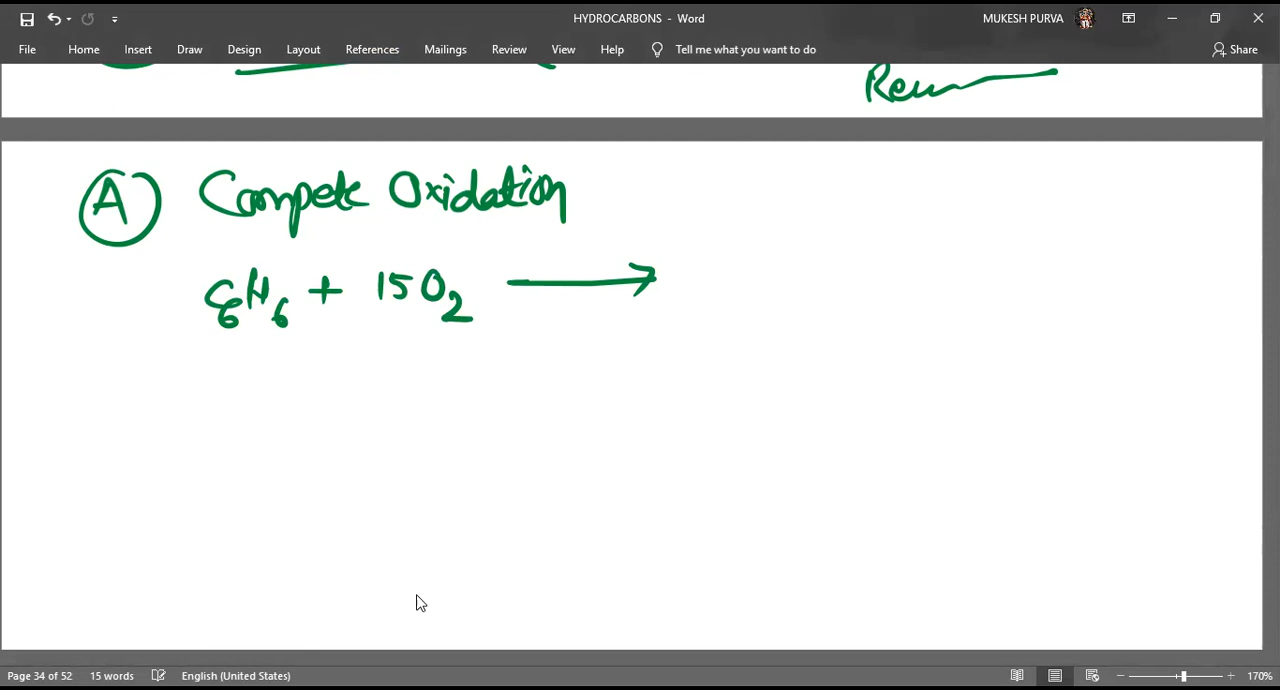 HYDROCARBONS - Word
MUKESH PURVA
File Home Insert Draw Design Layout References Mailings Review View Help Tell me what you want to do Share
A Compete Oxidation
C6H6 + 15O2 ⟶
Page 34 of 52 15 words English (United States) 170%